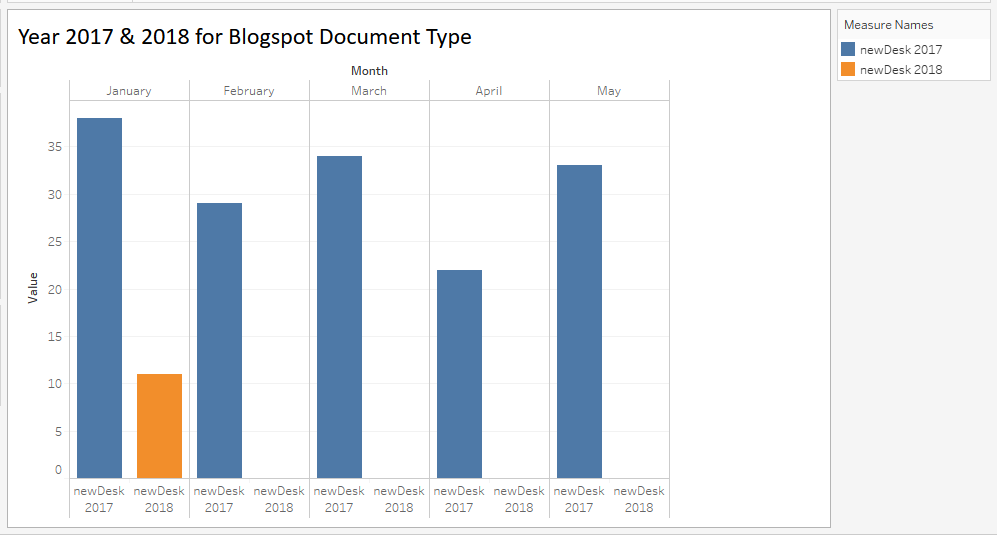 Year 2017 & 2018 for Blogspot Document Type
Month
January February March April May
35
30
25
20
15
10
5
0
Value
newDesk 2017 newDesk 2018 newDesk 2017 newDesk 2018 newDesk 2017 newDesk 2018 newDesk 2017 newDesk 2018 newDesk 2017 newDesk 2018
Measure Names
newDesk 2017
newDesk 2018